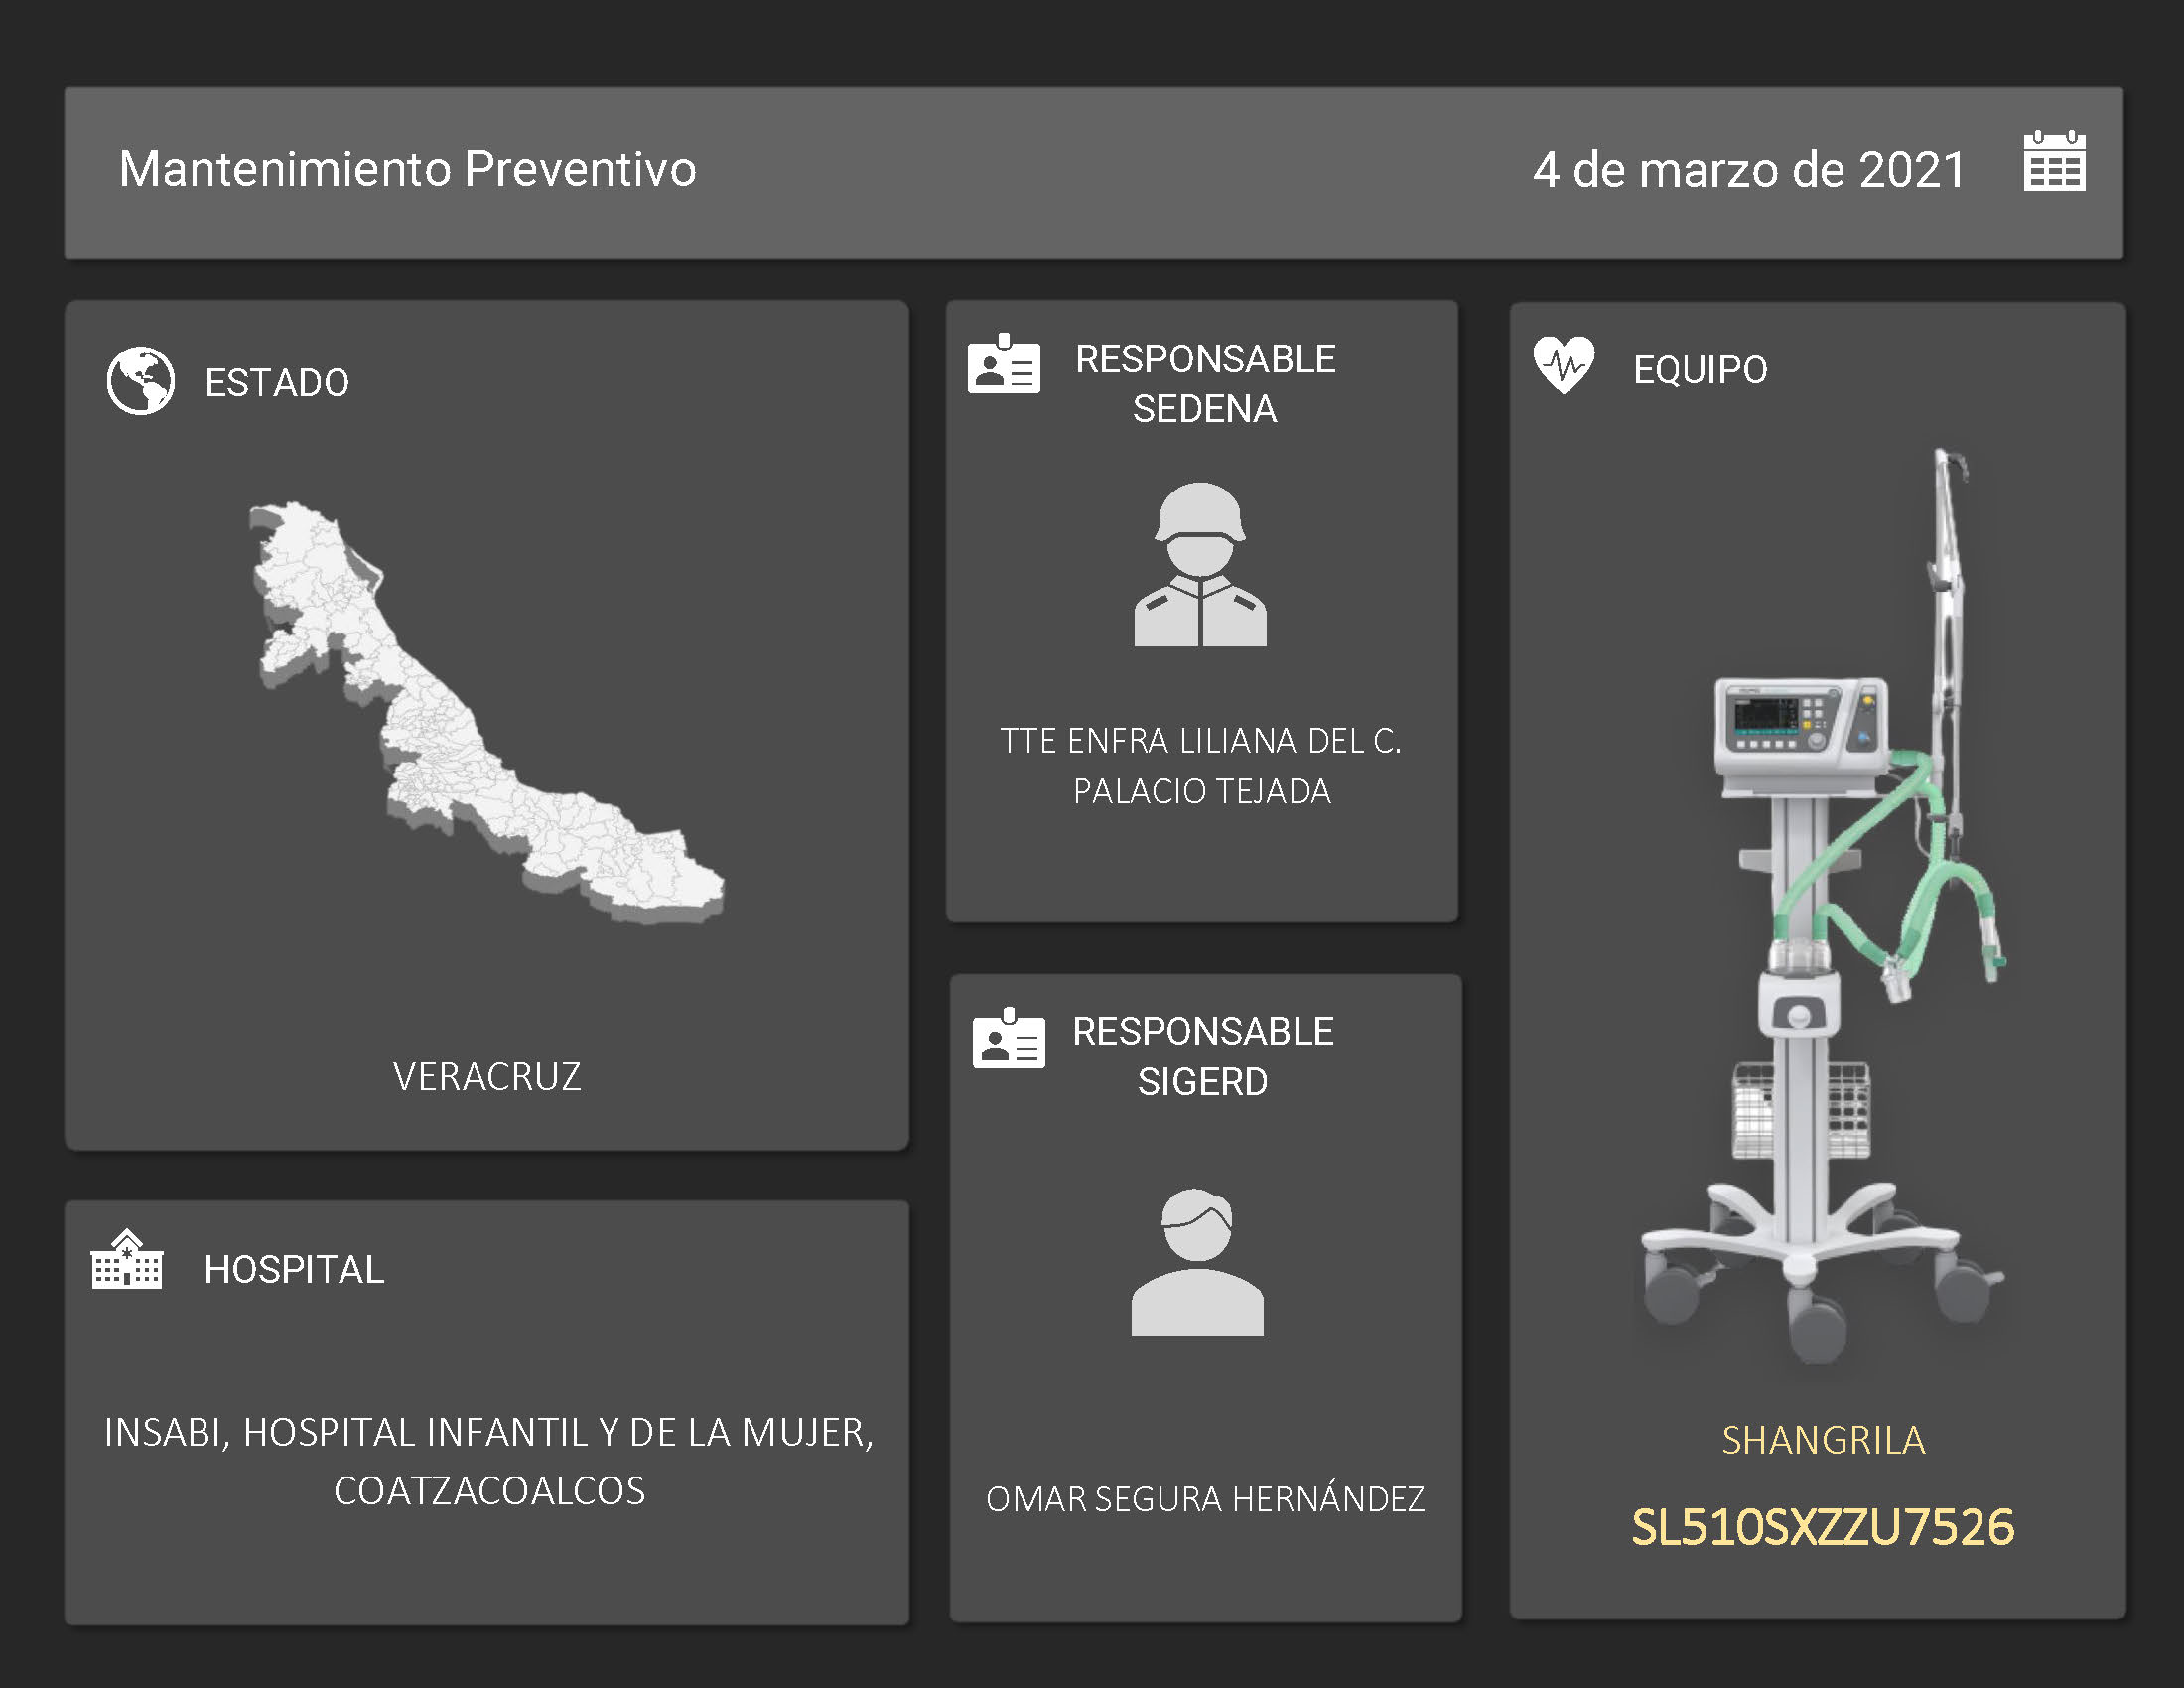 Mantenimiento Preventivo
4 de marzo de 2021
ESTADO
VERACRUZ
HOSPITAL
INSABI, HOSPITAL INFANTIL Y DE LA MUJER,
COATZACOALCOS
RESPONSABLE
SEDENA
TTE ENFRA LILIANA DEL C.
PALACIO TEJADA
RESPONSABLE
SIGERD
OMAR SEGURA HERNÁNDEZ
EQUIPO
SHANGRILA
SL510SXZZU7526